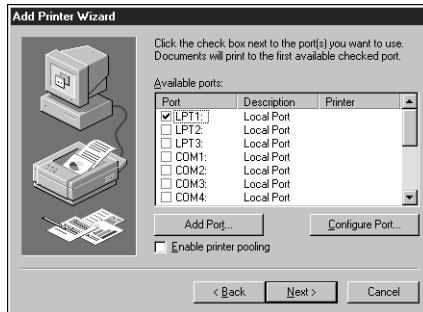 Add Printer Wizard
Click the check box next to the port(s) you want to use.
Documents will print to the first available checked port.
Available ports:
Port Description Printer
LPT1: Local Port
LPT2: Local Port
LPT3: Local Port
COM1: Local Port
COM2: Local Port
COM3: Local Port
COM4: Local Port
Add Port... Configure Port...
Enable printer pooling
< Back Next > Cancel